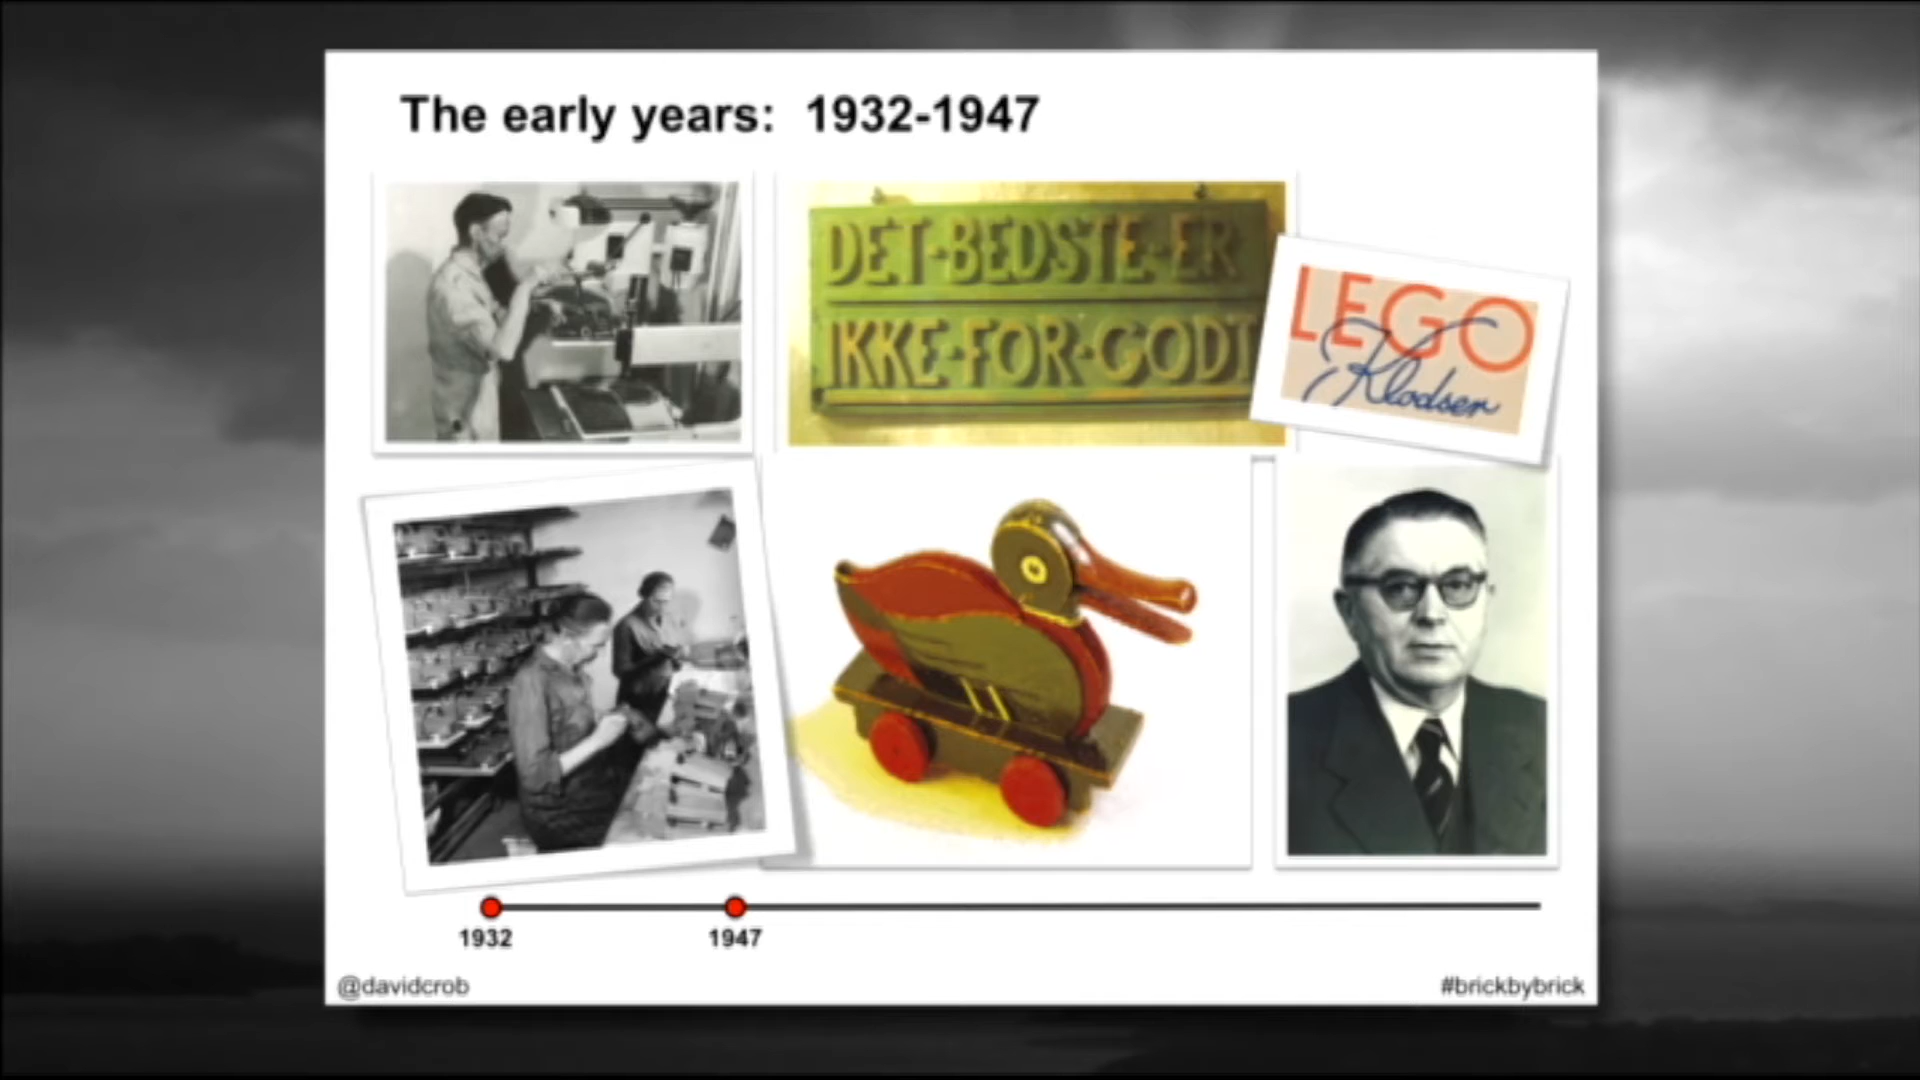 The early years: 1932-1947
DET·BEDSTE·ER
IKKE·FOR·GODT
LEGO
Klodser
1932
1947
@davidcrob
#brickbybrick